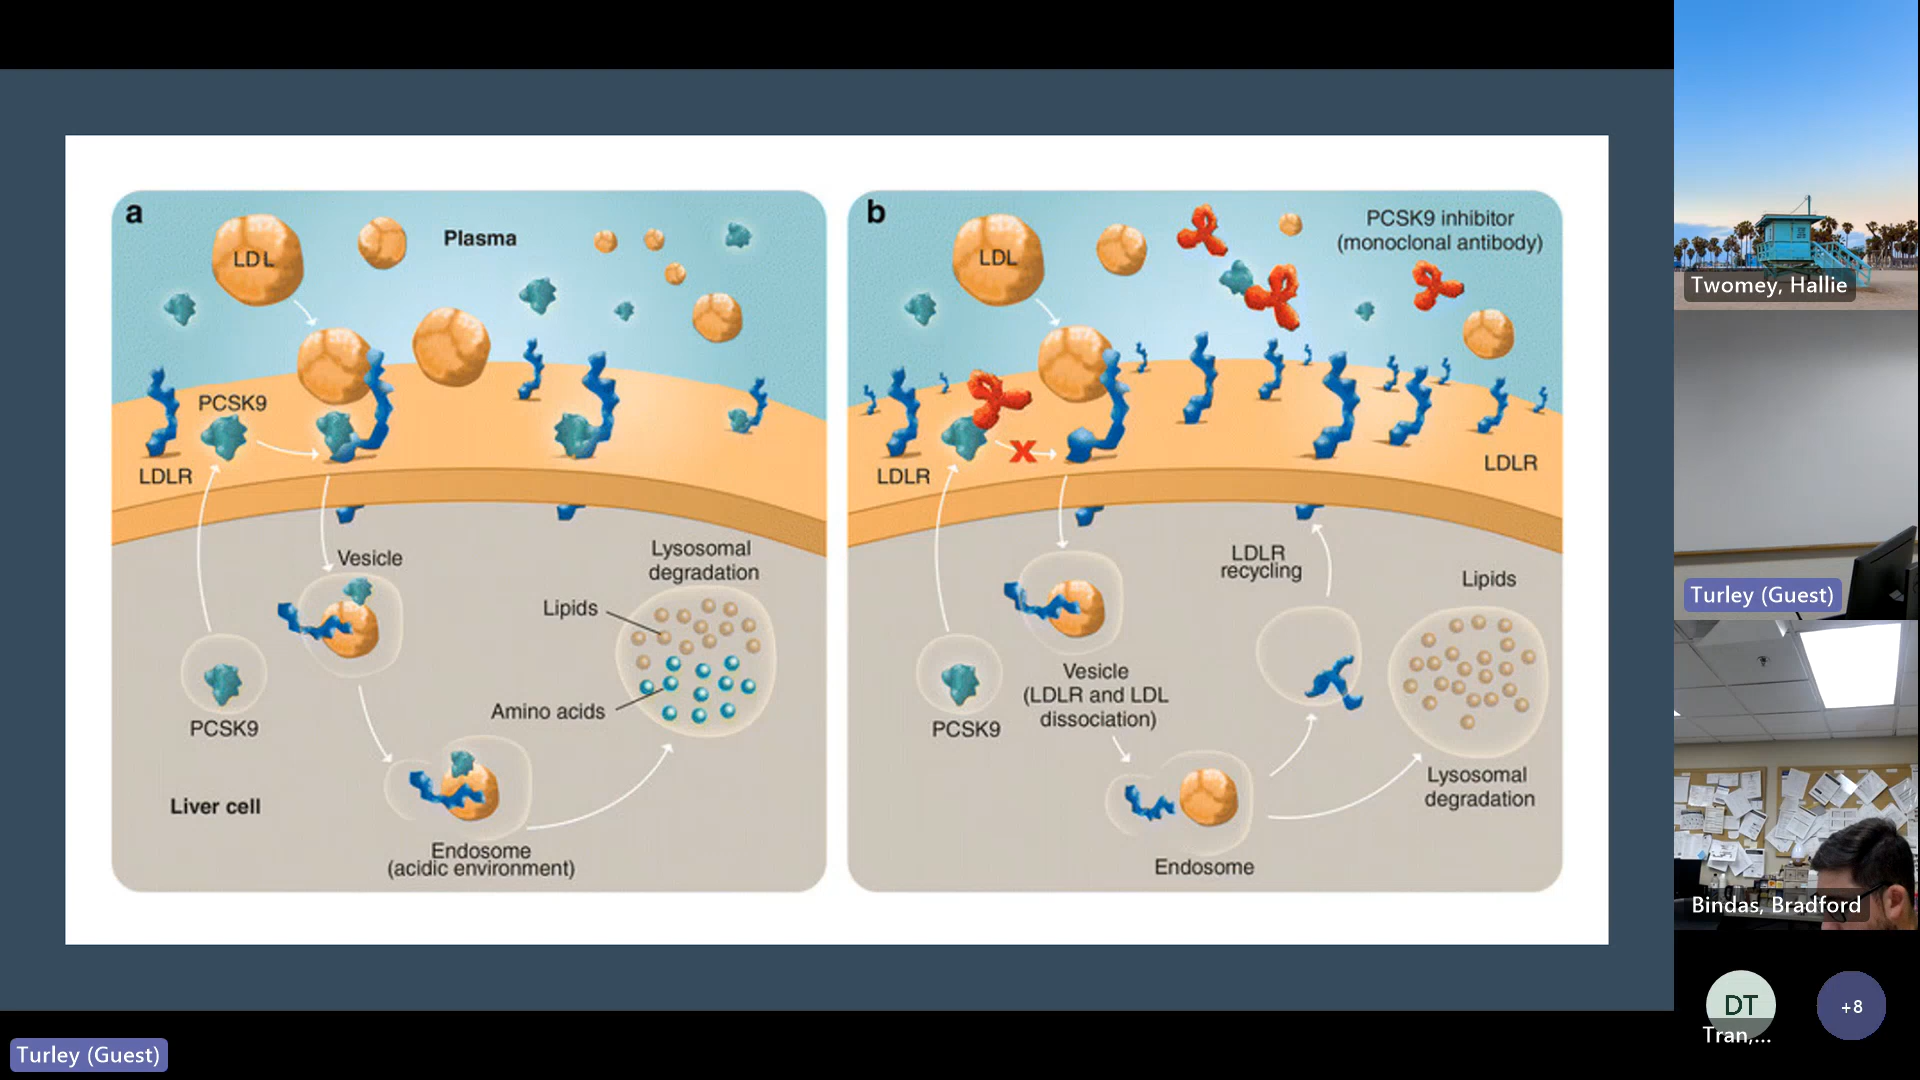 a
LDL
Plasma
PCSK9
LDLR
Vesicle
Lysosomal
degradation
Lipids
Amino acids
PCSK9
Liver cell
Endosome
(acidic environment)
b
LDL
PCSK9 inhibitor
(monoclonal antibody)
X
LDLR
LDLR
LDLR
recycling
Lipids
Vesicle
(LDLR and LDL
dissociation)
PCSK9
Lysosomal
degradation
Endosome
Twomey, Hallie
Turley (Guest)
Bindas, Bradford
DT
Tran,...
+8
Turley (Guest)